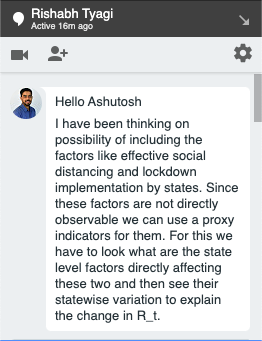 Rishabh Tyagi
Active 16m ago
Hello Ashutosh
I have been thinking on
possibility of including the
factors like effective social
distancing and lockdown
implementation by states. Since
these factors are not directly
observable we can use a proxy
indicators for them. For this we
have to look what are the state
level factors directly affecting
these two and then see their
statewise variation to explain
the change in R_t.